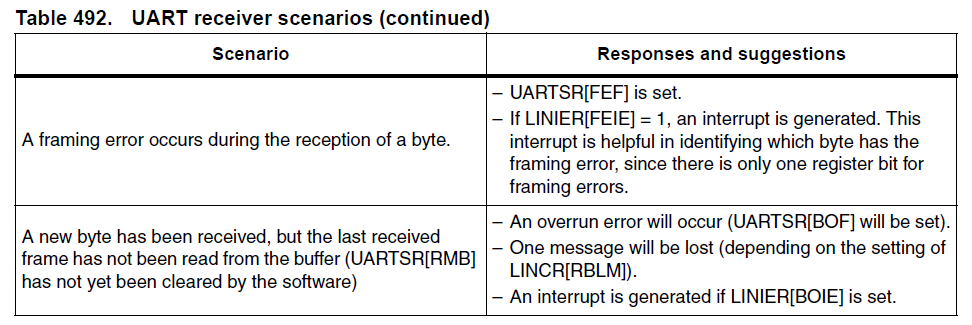 Table 492. UART receiver scenarios (continued)
Scenario
Responses and suggestions
A framing error occurs during the reception of a byte.
– UARTSR[FEF] is set.
– If LINIER[FEIE] = 1, an interrupt is generated. This
interrupt is helpful in identifying which byte has the
framing error, since there is only one register bit for
framing errors.
A new byte has been received, but the last received
frame has not been read from the buffer (UARTSR[RMB]
has not yet been cleared by the software)
– An overrun error will occur (UARTSR[BOF] will be set).
– One message will be lost (depending on the setting of
LINCR[RBLM]).
– An interrupt is generated if LINIER[BOIE] is set.